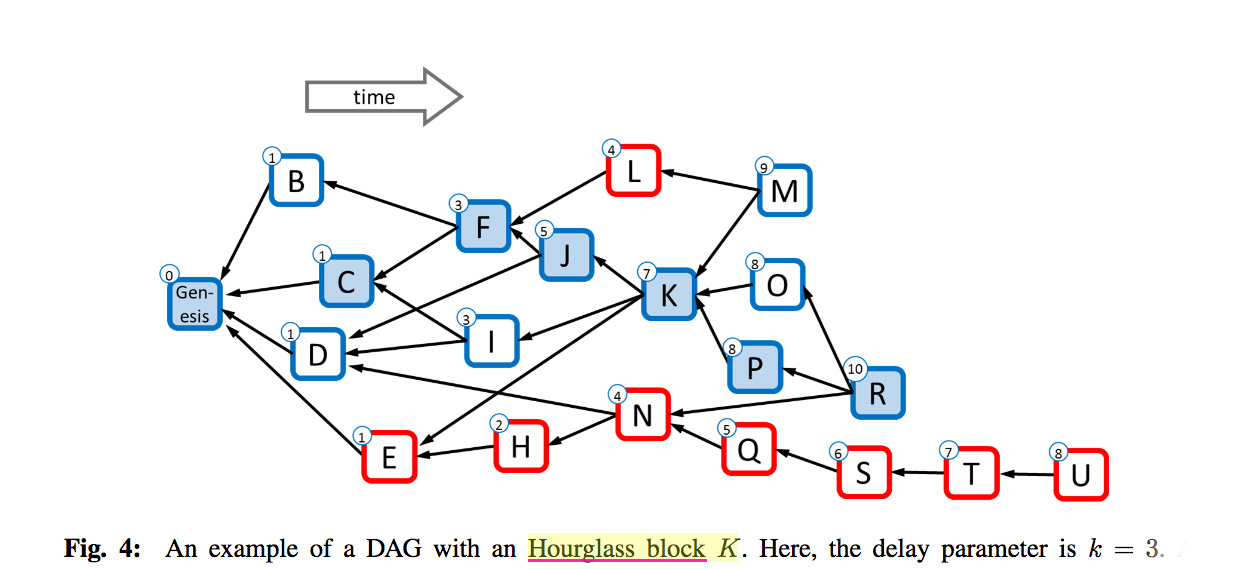 time
4
L
9
M
1
B
3
F
5
J
1
C
0
Gen-
esis
7
K
8
O
3
I
1
D
8
P
10
R
4
N
2
H
1
E
5
Q
6
S
7
T
8
U
Fig. 4: An example of a DAG with an Hourglass block K. Here, the delay parameter is k = 3.